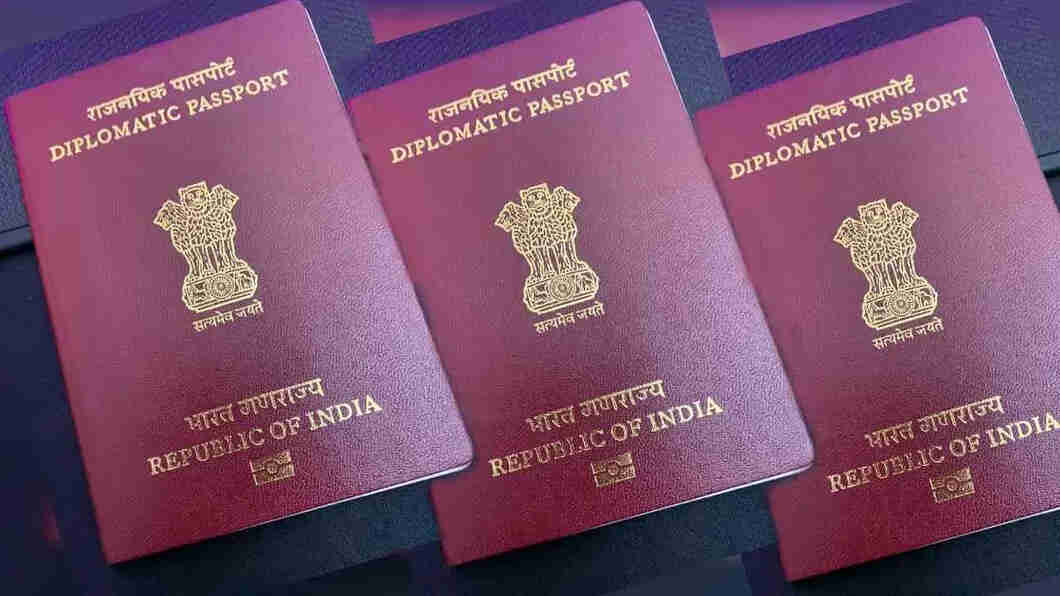 राजनयिक पासपोर्ट
DIPLOMATIC PASSPORT
सत्यमेव जयते
भारत गणराज्य
REPUBLIC OF INDIA
राजनयिक पासपोर्ट
DIPLOMATIC PASSPORT
सत्यमेव जयते
भारत गणराज्य
REPUBLIC OF INDIA
राजनयिक पासपोर्ट
DIPLOMATIC PASSPORT
सत्यमेव जयते
भारत गणराज्य
REPUBLIC OF INDIA